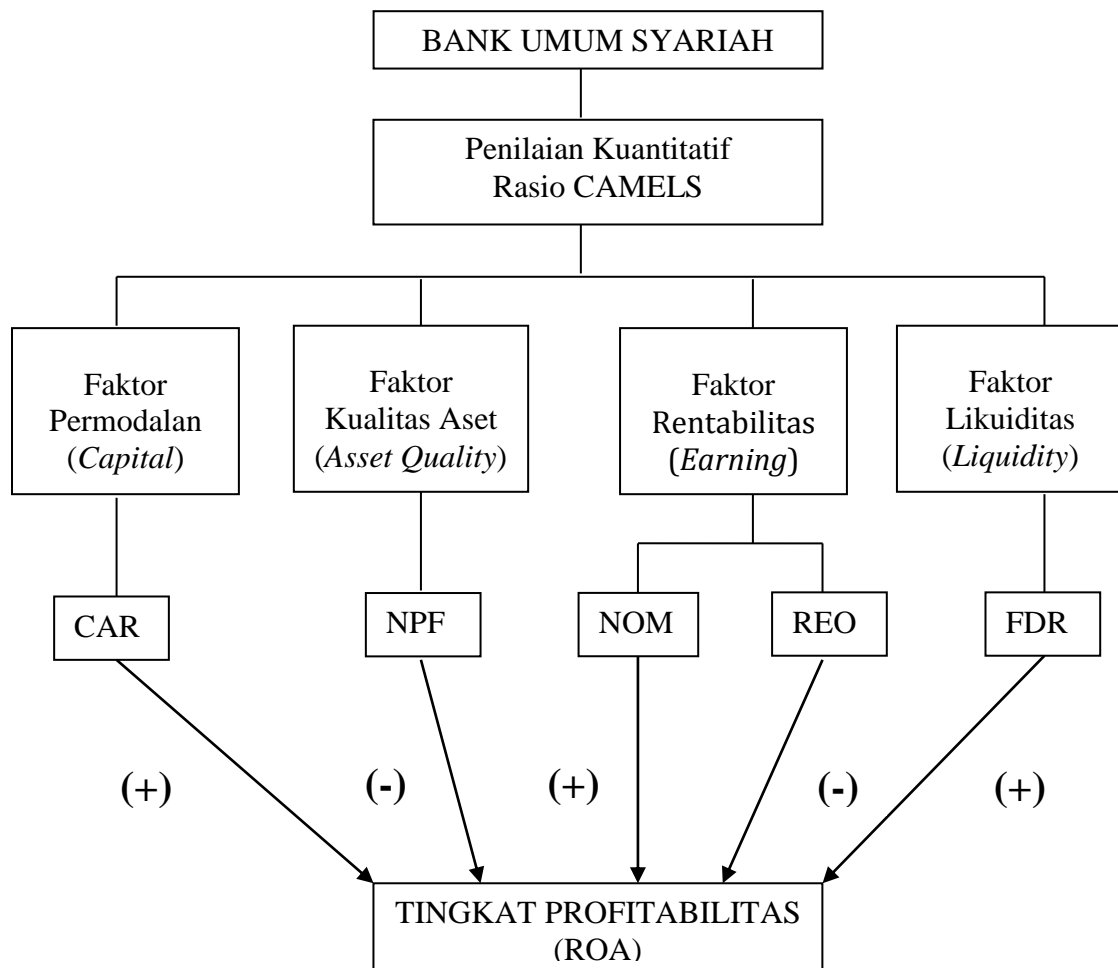 BANK UMUM SYARIAH
Penilaian Kuantitatif
Rasio CAMELS
Faktor
Permodalan
(Capital)
Faktor
Kualitas Aset
(Asset Quality)
Faktor
Rentabilitas
(Earning)
Faktor
Likuiditas
(Liquidity)
CAR
NPF
NOM
REO
FDR
(+)
(-)
(+)
(-)
(+)
TINGKAT PROFITABILITAS
(ROA)